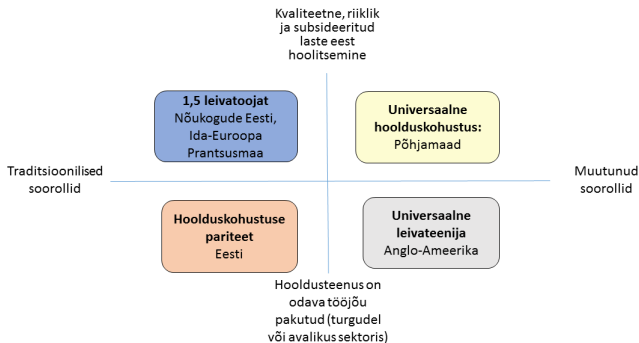 Kvaliteetne, riiklik
ja subsideeritud
laste eest
hoolitsemine
1,5 leivatoojat
Nõukogude Eesti,
Ida-Euroopa
Prantsusmaa
Universaalne
hoolduskohustus:
Põhjamaad
Traditsioonilised
soorollid
Muutunud
soorollid
Hoolduskohustuse
pariteet
Eesti
Universaalne
leivateenija
Anglo-Ameerika
Hooldusteenus on
odava tööjõu
pakutud (turgudel
või avalikus sektoris)